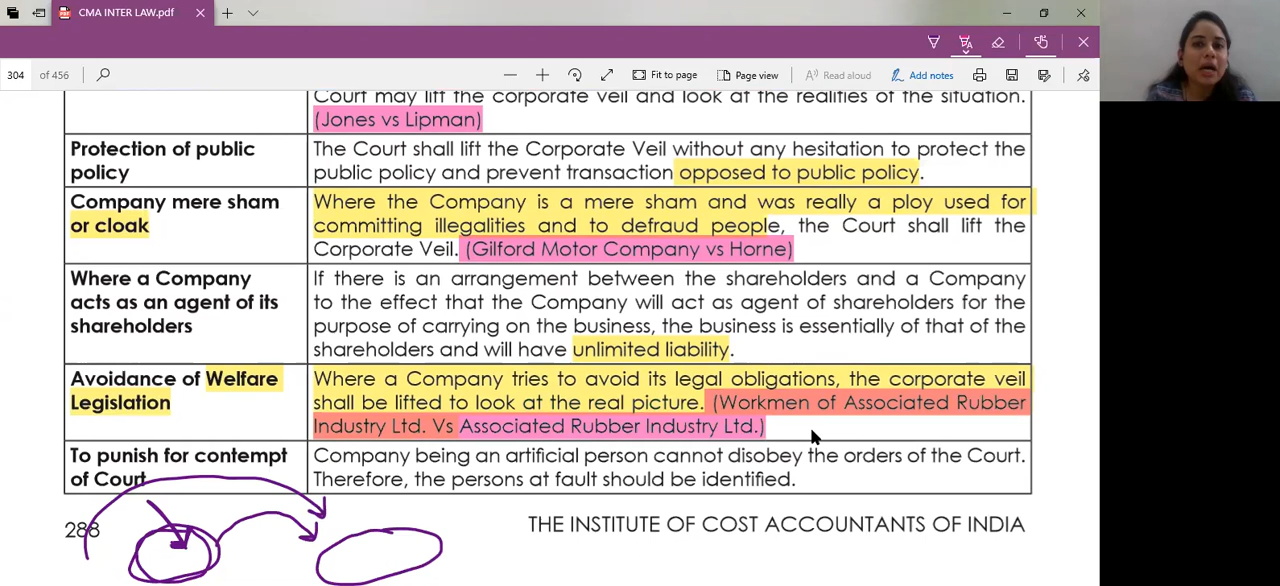 CMA INTER LAW.pdf
304 of 456
Fit to page
Page view
Read aloud
Add notes
Court may lift the corporate veil and look at the realities of the situation.
(Jones vs Lipman)
Protection of public
policy
The Court shall lift the Corporate Veil without any hesitation to protect the
public policy and prevent transaction opposed to public policy.
Company mere sham
or cloak
Where the Company is a mere sham and was really a ploy used for
committing illegalities and to defraud people, the Court shall lift the
Corporate Veil. (Gilford Motor Company vs Horne)
Where a Company
acts as an agent of its
shareholders
If there is an arrangement between the shareholders and a Company
to the effect that the Company will act as agent of shareholders for the
purpose of carrying on the business, the business is essentially of that of the
shareholders and will have unlimited liability.
Avoidance of Welfare
Legislation
Where a Company tries to avoid its legal obligations, the corporate veil
shall be lifted to look at the real picture. (Workmen of Associated Rubber
Industry Ltd. Vs Associated Rubber Industry Ltd.)
To punish for contempt
of Court
Company being an artificial person cannot disobey the orders of the Court.
Therefore, the persons at fault should be identified.
288
THE INSTITUTE OF COST ACCOUNTANTS OF INDIA